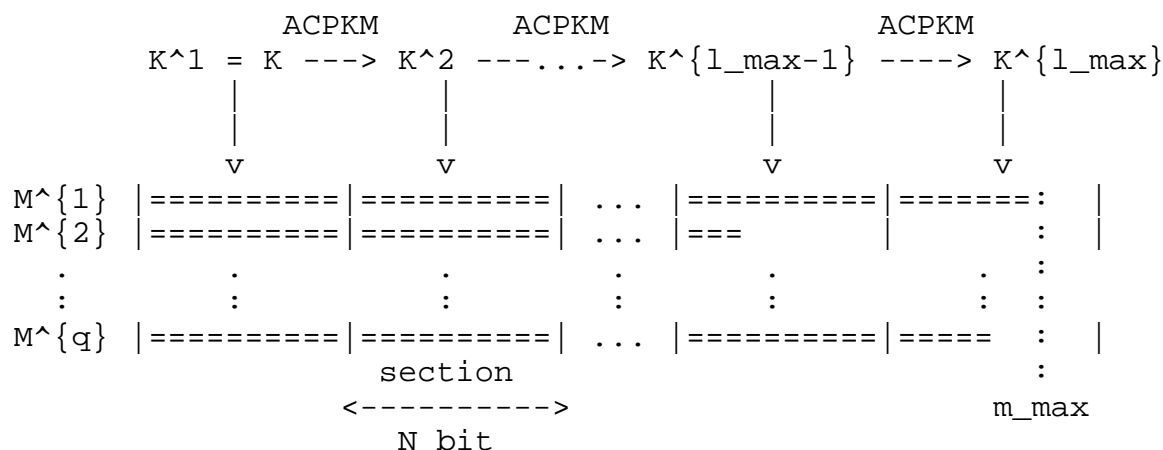 ACPKM       ACPKM              ACPKM
       K^1 = K ---> K^2 ---...-> K^{l_max-1} ----> K^{l_max}
           |          |                |           |
           |          |                |           |
           v          v                v           v
M^{1} |==========|==========| ... |==========|=======:  |
M^{2} |==========|==========| ... |===       |       :  |
  .        .          .        .       .          .  :
  :        :          :        :       :          :  :
M^{q} |==========|==========| ... |==========|=====  :  |
                   section                           :
                 <---------->                      m_max
                    N bit